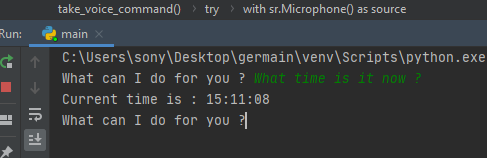 take_voice_command() > try > with sr.Microphone() as source
Run: main
C:\Users\sony\Desktop\germain\venv\Scripts\python.exe
What can I do for you ? What time is it now ?
Current time is : 15:11:08
What can I do for you ?